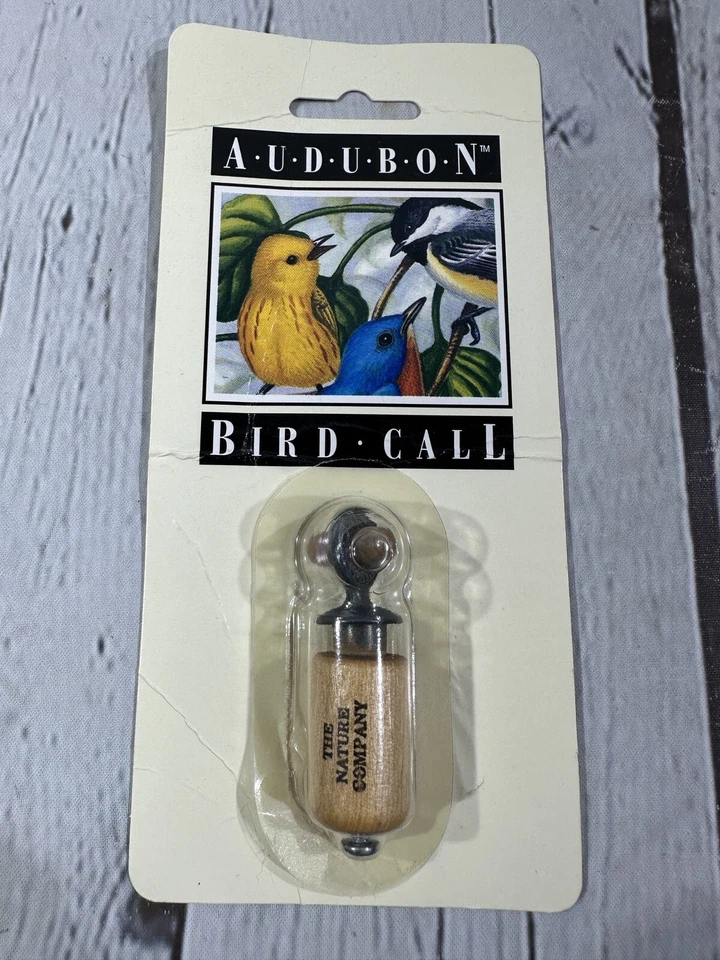 A·U·D·U·B·O·N™
BIRD·CALL
THE
NATURE
COMPANY